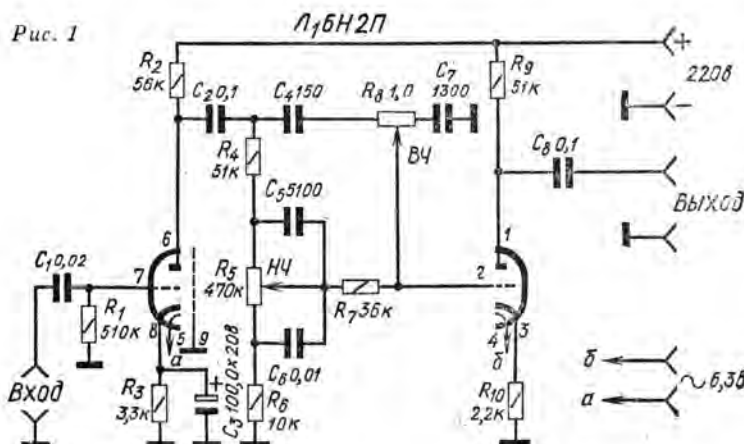 Рис. 1
Л1 6Н2П
R2
56к
C2 0,1
C4 150
R8 1,0
C7
1300
R9
51к
+
220в
−
R4
51к
ВЧ
C8 0,1
C5 5100
ВЫХОД
6
1
C1 0,02
7
R5
470к
НЧ
2
R7 36к
R1
510к
8
5
9
а
4
3
б
C6 0,01
б
а
~6,3в
ВХОД
R3
3,3к
+
C3 100,0х20в
R6
10к
R10
2,2к